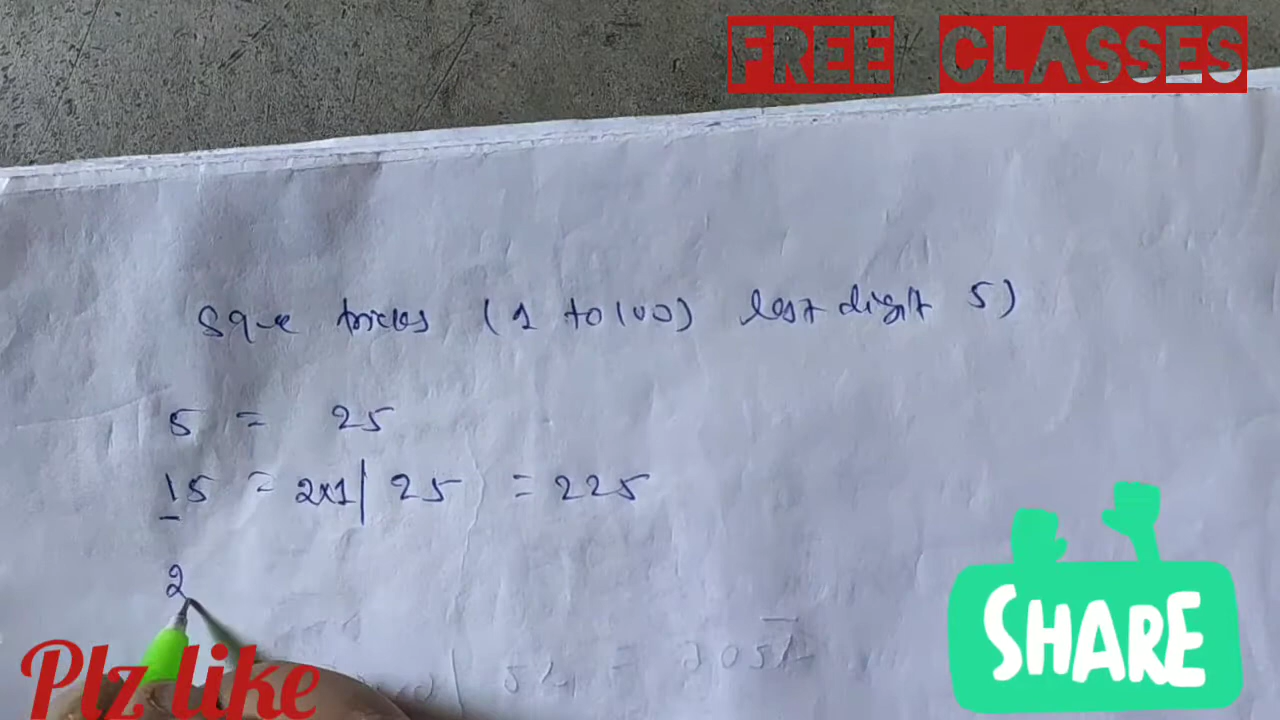 FREE CLASSES
Sque tricks (1 to 100) last digit 5)
5 = 25
15 = 2x1| 25 = 225
2
SHARE
Plz like